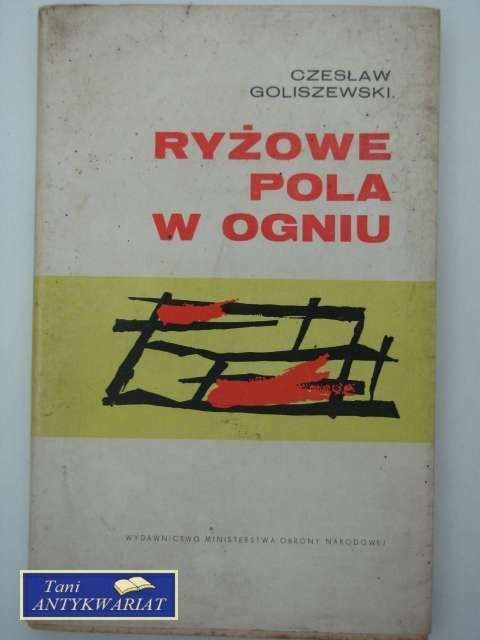 CZESŁAW
GOLISZEWSKI
RYŻOWE
POLA
W OGNIU
WYDAWNICTWO MINISTERSTWA OBRONY NARODOWEJ
Tani
ANTYKWARIAT